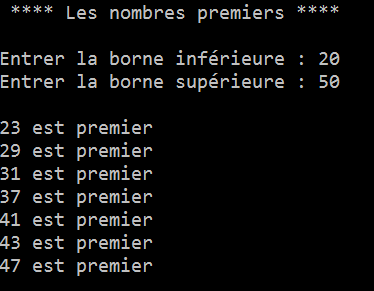 **** Les nombres premiers ****
Entrer la borne inférieure : 20
Entrer la borne supérieure : 50
23 est premier
29 est premier
31 est premier
37 est premier
41 est premier
43 est premier
47 est premier